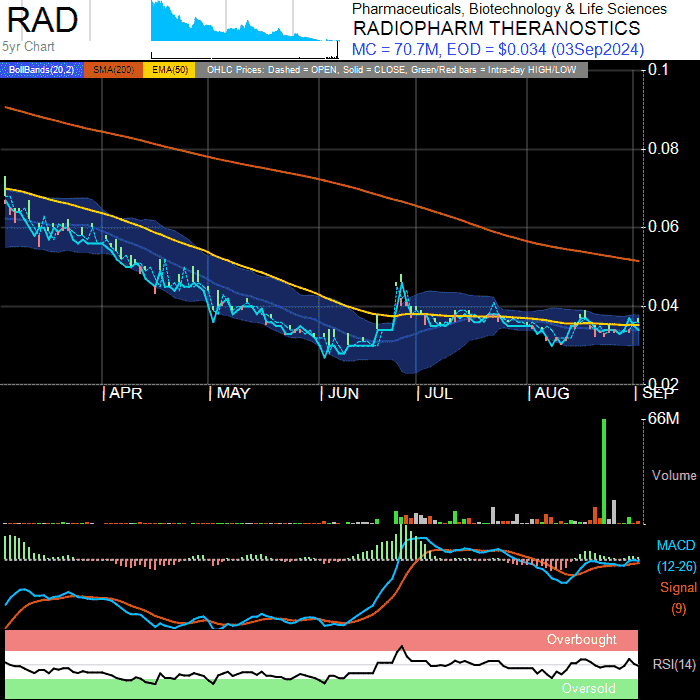 RAD
5yr Chart
Pharmaceuticals, Biotechnology & Life Sciences
RADIOPHARM THERANOSTICS
MC = 70.7M, EOD = $0.034 (03Sep2024)
BollBands(20,2) SMA(200) EMA(50) OHLC Prices: Dashed = OPEN, Solid = CLOSE, Green/Red bars = Intra-day HIGH/LOW
0.1
0.08
0.06
0.04
0.02
APR MAY JUN JUL AUG SEP
66M
Volume
MACD
(12-26)
Signal
(9)
Overbought
RSI(14)
Oversold